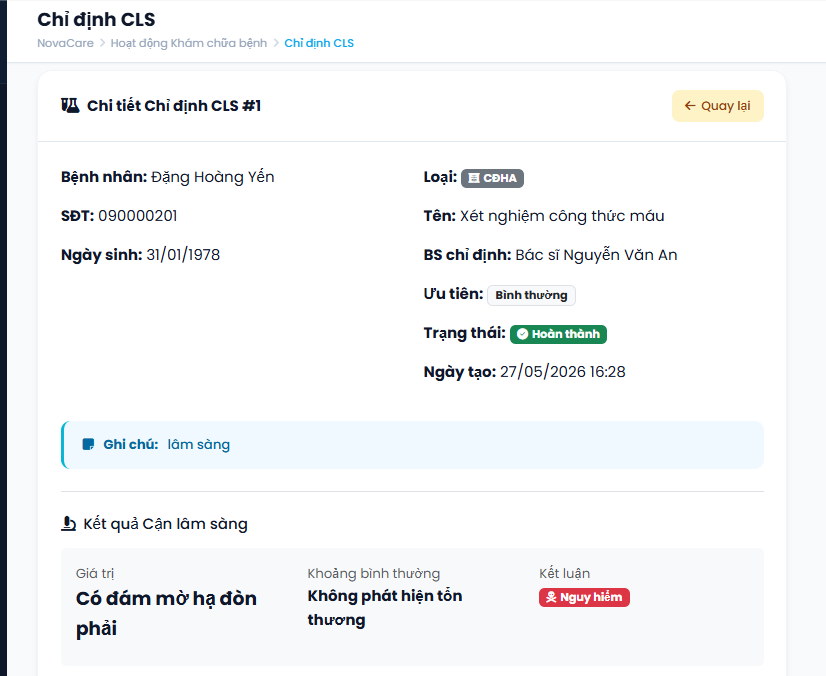 Chỉ định CLS
NovaCare > Hoạt động Khám chữa bệnh > Chỉ định CLS
Chi tiết Chỉ định CLS #1
← Quay lại
Bệnh nhân: Đặng Hoàng Yến
SĐT: 090000201
Ngày sinh: 31/01/1978
Loại: CĐHA
Tên: Xét nghiệm công thức máu
BS chỉ định: Bác sĩ Nguyễn Văn An
Ưu tiên: Bình thường
Trạng thái: Hoàn thành
Ngày tạo: 27/05/2026 16:28
Ghi chú: lâm sàng
Kết quả Cận lâm sàng
Giá trị
Có đám mờ hạ đòn
phải
Khoảng bình thường
Không phát hiện tổn
thương
Kết luận
Nguy hiểm